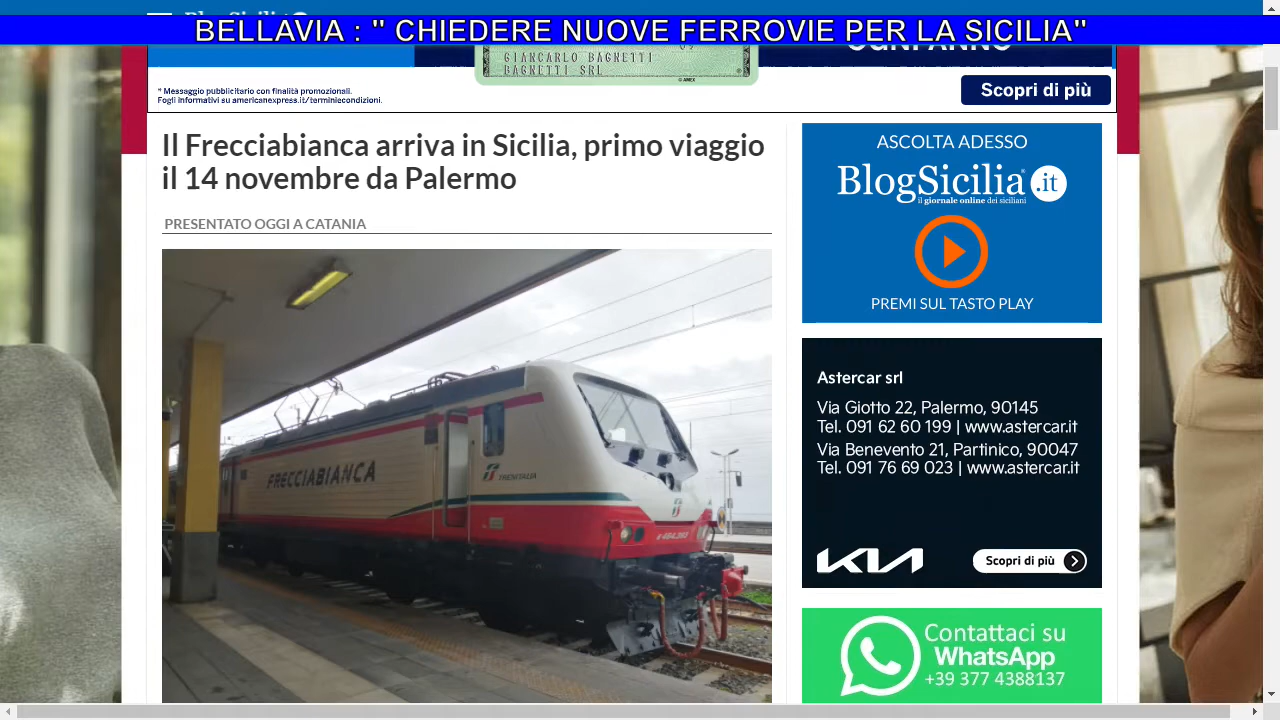 BELLAVIA : " CHIEDERE NUOVE FERROVIE PER LA SICILIA"
GIANCARLO BAGNETTI
BAGNETTI SRL
© AMEX
OGNI ANNO
* Messaggio pubblicitario con finalità promozionali.
Fogli informativi su americanexpress.it/terminiecondizioni.
Scopri di più
Il Frecciabianca arriva in Sicilia, primo viaggio
il 14 novembre da Palermo
PRESENTATO OGGI A CATANIA
FRECCIABIANCA
TRENITALIA
ASCOLTA ADESSO
BlogSicilia.it
il giornale online dei siciliani
PREMI SUL TASTO PLAY
Astercar srl
Via Giotto 22, Palermo, 90145
Tel. 091 62 60 199 | www.astercar.it
Via Benevento 21, Partinico, 90047
Tel. 091 76 69 023 | www.astercar.it
KIA
Scopri di più
Contattaci su
WhatsApp
+39 377 4388137